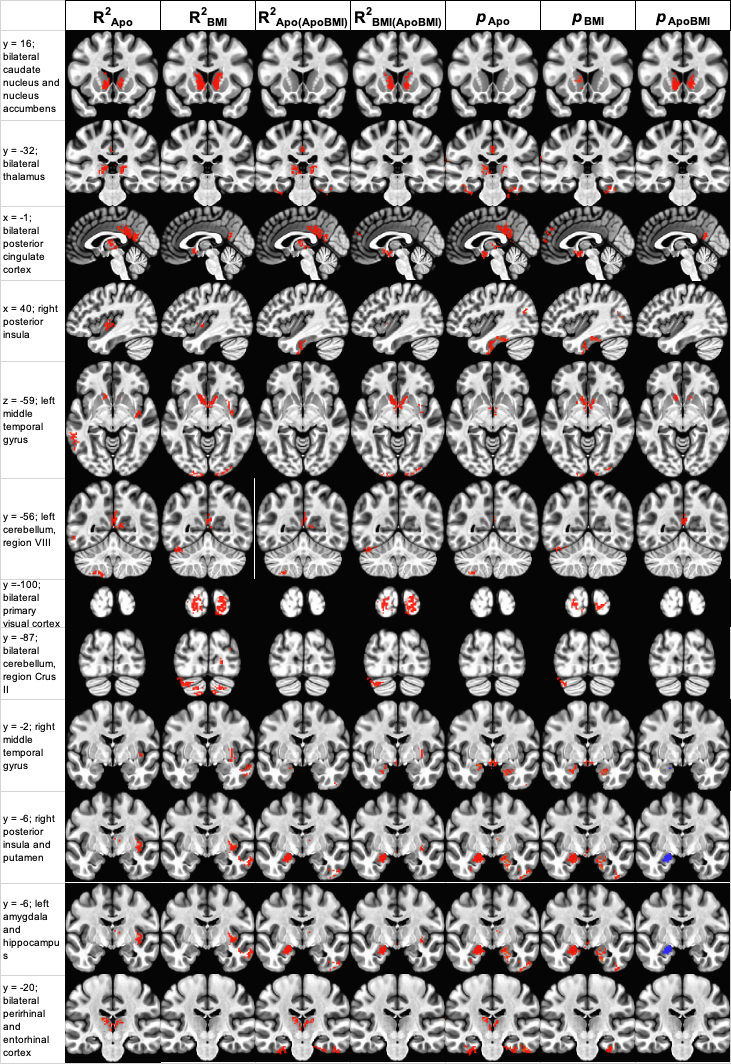 R²Apo R²BMI R²Apo(ApoBMI) R²BMI(ApoBMI) pApo pBMI pApoBMI
y = 16;
bilateral
caudate
nucleus and
nucleus
accumbens
y = -32;
bilateral
thalamus
x = -1;
bilateral
posterior
cingulate
cortex
x = 40; right
posterior
insula
z = -59; left
middle
temporal
gyrus
y = -56; left
cerebellum,
region VIII
y =-100;
bilateral
primary
visual cortex
y = -87;
bilateral
cerebellum,
region Crus
II
y = -2; right
middle
temporal
gyrus
y = -6; right
posterior
insula and
putamen
y = -6; left
amygdala
and
hippocampu
s
y = -20;
bilateral
perirhinal
and
entorhinal
cortex